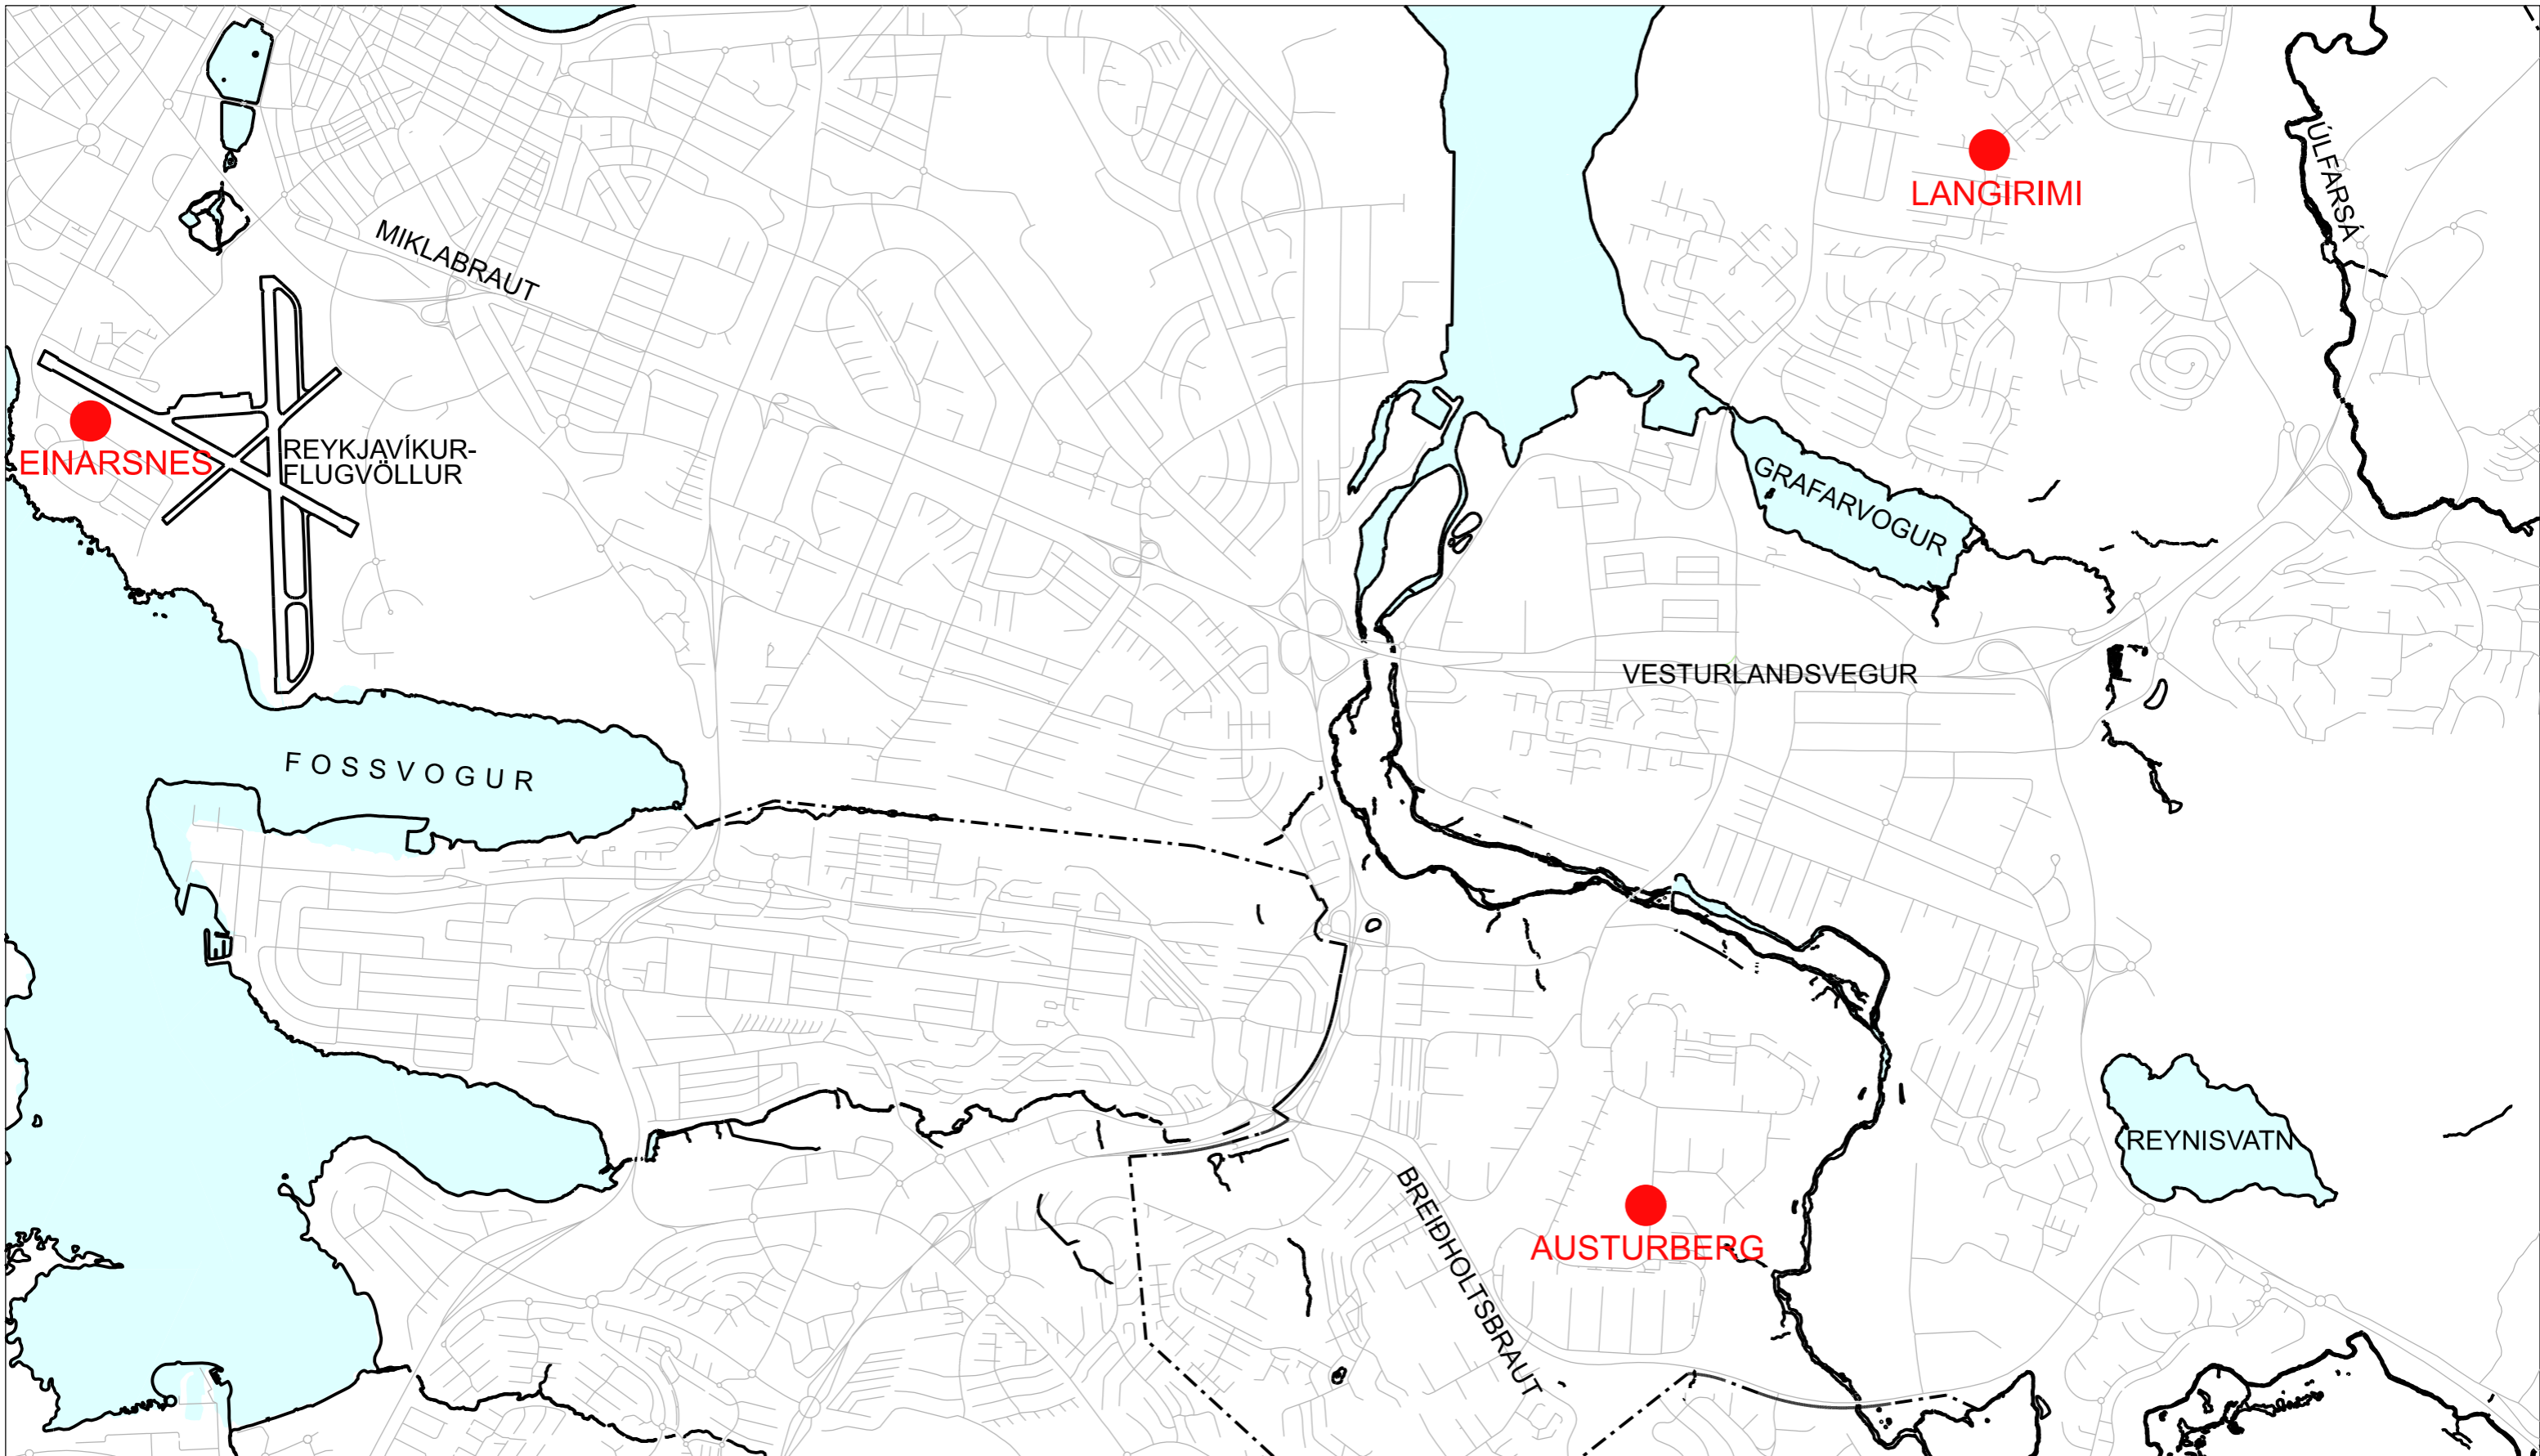 LANGIRIMI
ÚLFARSÁ
MIKLABRAUT
EINARSNES
REYKJAVÍKUR-
FLUGVÖLLUR
GRAFARVOGUR
VESTURLANDSVEGUR
FOSSVOGUR
REYNISVATN
BREIÐHOLTSBRAUT
AUSTURBERG